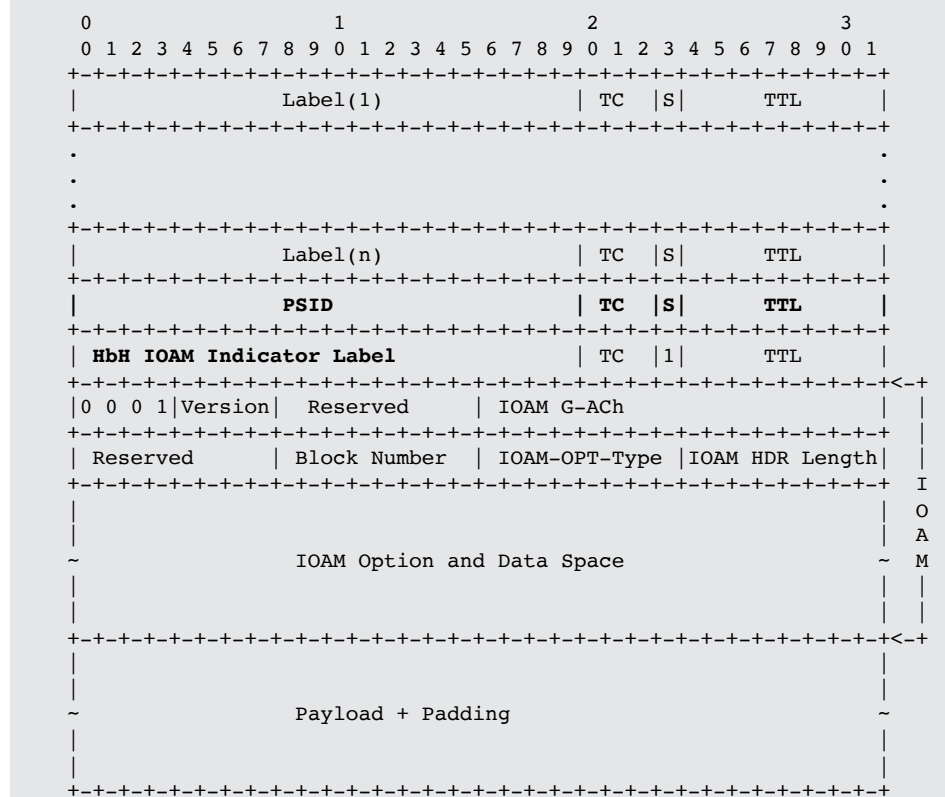 0                   1                   2                   3
 0 1 2 3 4 5 6 7 8 9 0 1 2 3 4 5 6 7 8 9 0 1 2 3 4 5 6 7 8 9 0 1
+-+-+-+-+-+-+-+-+-+-+-+-+-+-+-+-+-+-+-+-+-+-+-+-+-+-+-+-+-+-+-+-+
|                Label(1)               | TC  |S|      TTL      |
+-+-+-+-+-+-+-+-+-+-+-+-+-+-+-+-+-+-+-+-+-+-+-+-+-+-+-+-+-+-+-+-+
.                                                               .
.                                                               .
.                                                               .
+-+-+-+-+-+-+-+-+-+-+-+-+-+-+-+-+-+-+-+-+-+-+-+-+-+-+-+-+-+-+-+-+
|                Label(n)               | TC  |S|      TTL      |
+-+-+-+-+-+-+-+-+-+-+-+-+-+-+-+-+-+-+-+-+-+-+-+-+-+-+-+-+-+-+-+-+
|                PSID                   | TC  |S|      TTL      |
+-+-+-+-+-+-+-+-+-+-+-+-+-+-+-+-+-+-+-+-+-+-+-+-+-+-+-+-+-+-+-+-+
| HbH IOAM Indicator Label              | TC  |1|      TTL      |
+-+-+-+-+-+-+-+-+-+-+-+-+-+-+-+-+-+-+-+-+-+-+-+-+-+-+-+-+-+-+-+-+<-+
|0 0 0 1|Version|  Reserved     | IOAM G-ACh                    |  |
+-+-+-+-+-+-+-+-+-+-+-+-+-+-+-+-+-+-+-+-+-+-+-+-+-+-+-+-+-+-+-+-+  |
| Reserved      | Block Number  | IOAM-OPT-Type |IOAM HDR Length|  |
+-+-+-+-+-+-+-+-+-+-+-+-+-+-+-+-+-+-+-+-+-+-+-+-+-+-+-+-+-+-+-+-+  I
|                                                               |  O
|                                                               |  A
~                 IOAM Option and Data Space                    ~  M
|                                                               |  |
|                                                               |  |
+-+-+-+-+-+-+-+-+-+-+-+-+-+-+-+-+-+-+-+-+-+-+-+-+-+-+-+-+-+-+-+-+<-+
|                                                               |
|                                                               |
~                 Payload + Padding                             ~
|                                                               |
|                                                               |
+-+-+-+-+-+-+-+-+-+-+-+-+-+-+-+-+-+-+-+-+-+-+-+-+-+-+-+-+-+-+-+-+